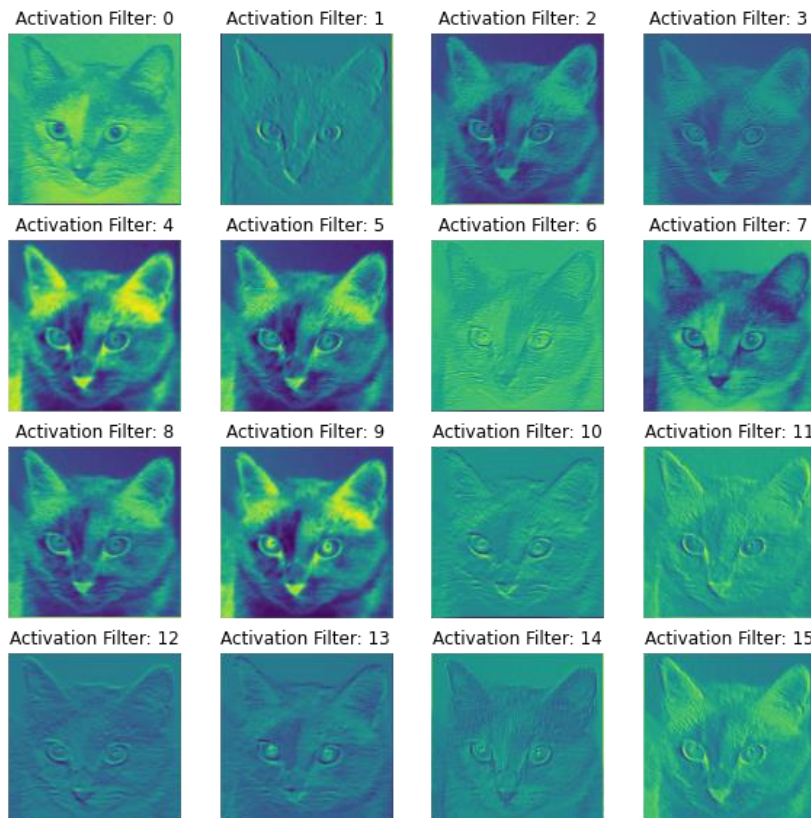 Activation Filter: 0 Activation Filter: 1 Activation Filter: 2 Activation Filter: 3
Activation Filter: 4 Activation Filter: 5 Activation Filter: 6 Activation Filter: 7
Activation Filter: 8 Activation Filter: 9 Activation Filter: 10 Activation Filter: 11
Activation Filter: 12 Activation Filter: 13 Activation Filter: 14 Activation Filter: 15